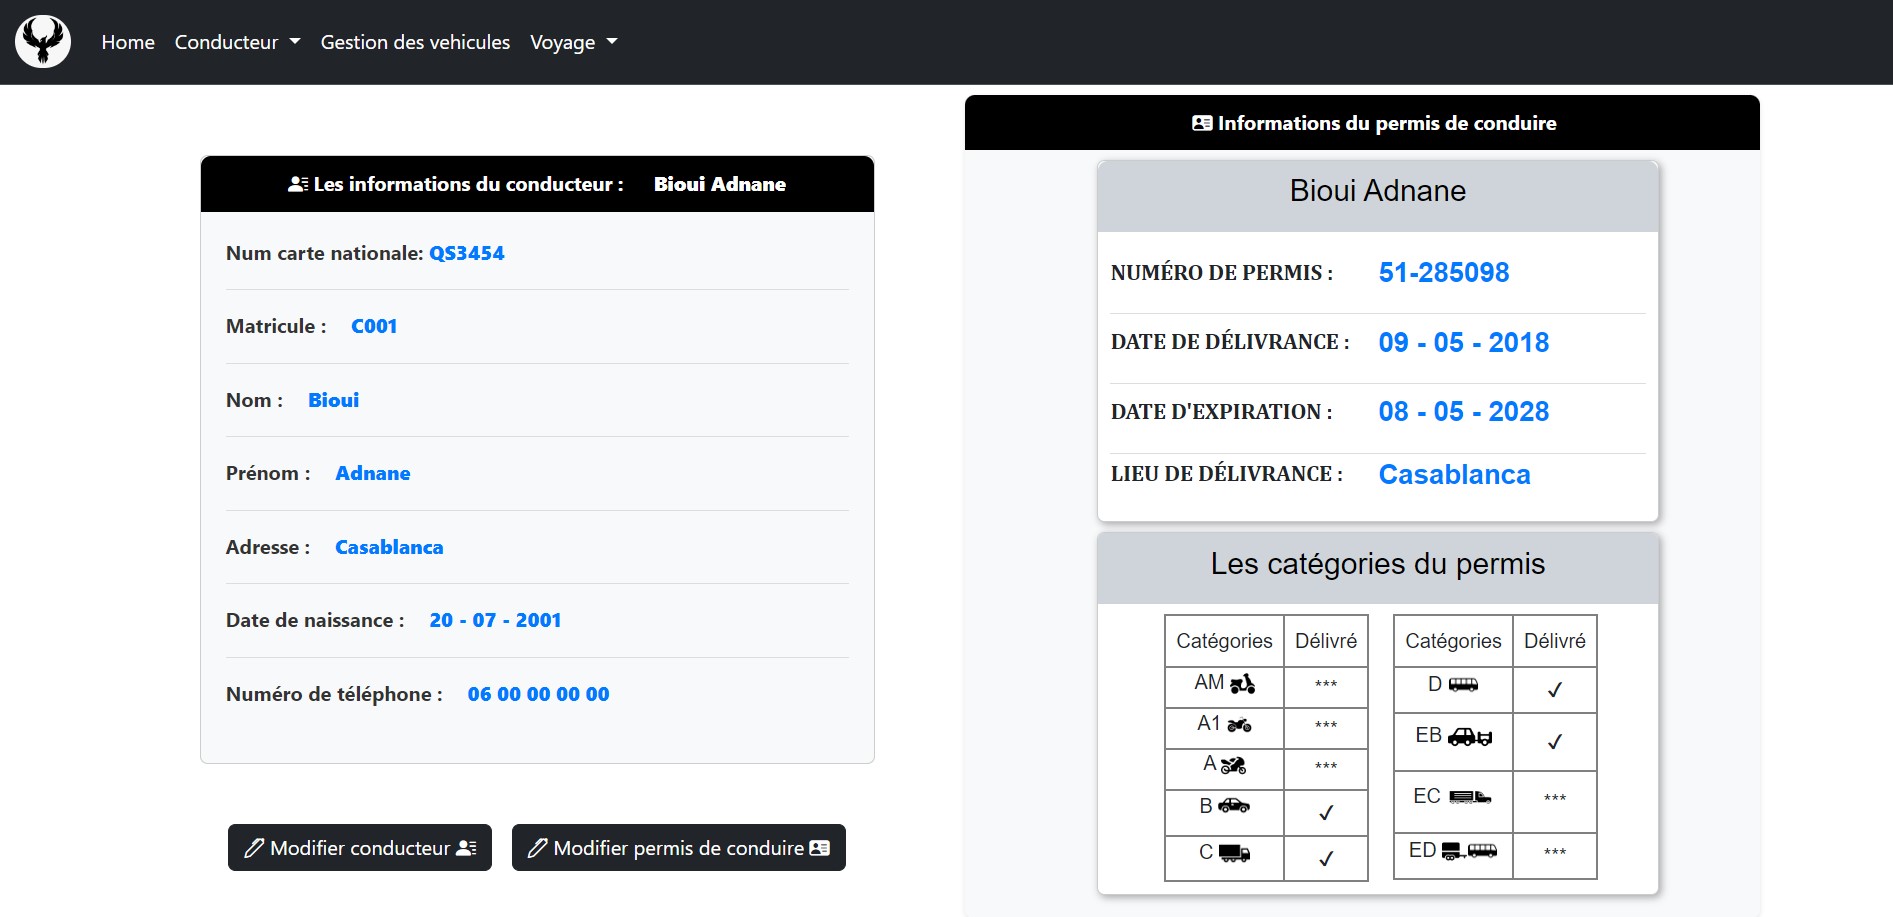 Home Conducteur Gestion des vehicules Voyage
Les informations du conducteur : Bioui Adnane
Num carte nationale: QS3454
Matricule : C001
Nom : Bioui
Prénom : Adnane
Adresse : Casablanca
Date de naissance : 20 - 07 - 2001
Numéro de téléphone : 06 00 00 00 00
Modifier conducteur
Modifier permis de conduire
Informations du permis de conduire
Bioui Adnane
NUMÉRO DE PERMIS : 51-285098
DATE DE DÉLIVRANCE : 09 - 05 - 2018
DATE D'EXPIRATION : 08 - 05 - 2028
LIEU DE DÉLIVRANCE : Casablanca
Les catégories du permis
Catégories Délivré
AM ***
A1 ***
A ***
B ✓
C ✓
Catégories Délivré
D ✓
EB ✓
EC ***
ED ***